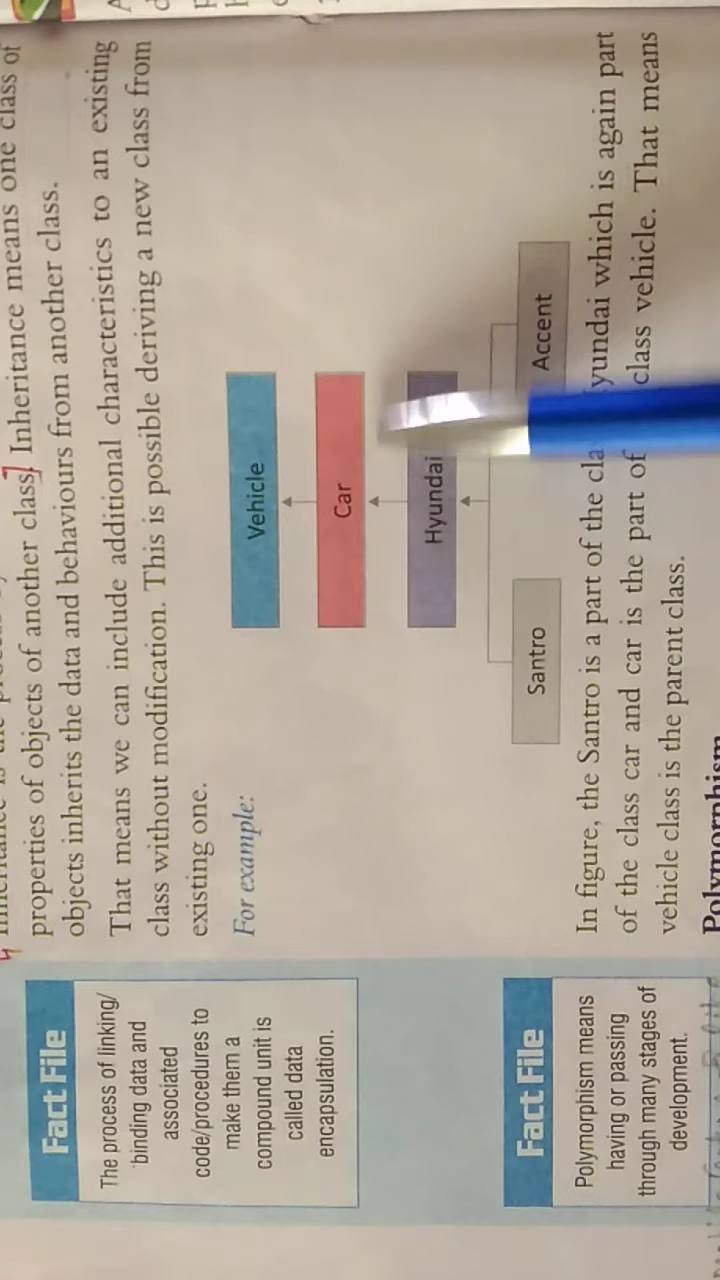 Inheritance means one class of
properties of objects of another class
objects inherits the data and behaviours from another class.
That means we can include additional characteristics to an existing
class without modification. This is possible deriving a new class from
existing one.
For example:
Vehicle
Car
Hyundai
Santro
Accent
In figure, the Santro is a part of the cla yundai which is again part
of the class car and car is the part of class vehicle. That means
vehicle class is the parent class.
Polymorphism
Fact File
The process of linking/
binding data and
associated
code/procedures to
make them a
compound unit is
called data
encapsulation.
Fact File
Polymorphism means
having or passing
through many stages of
development.